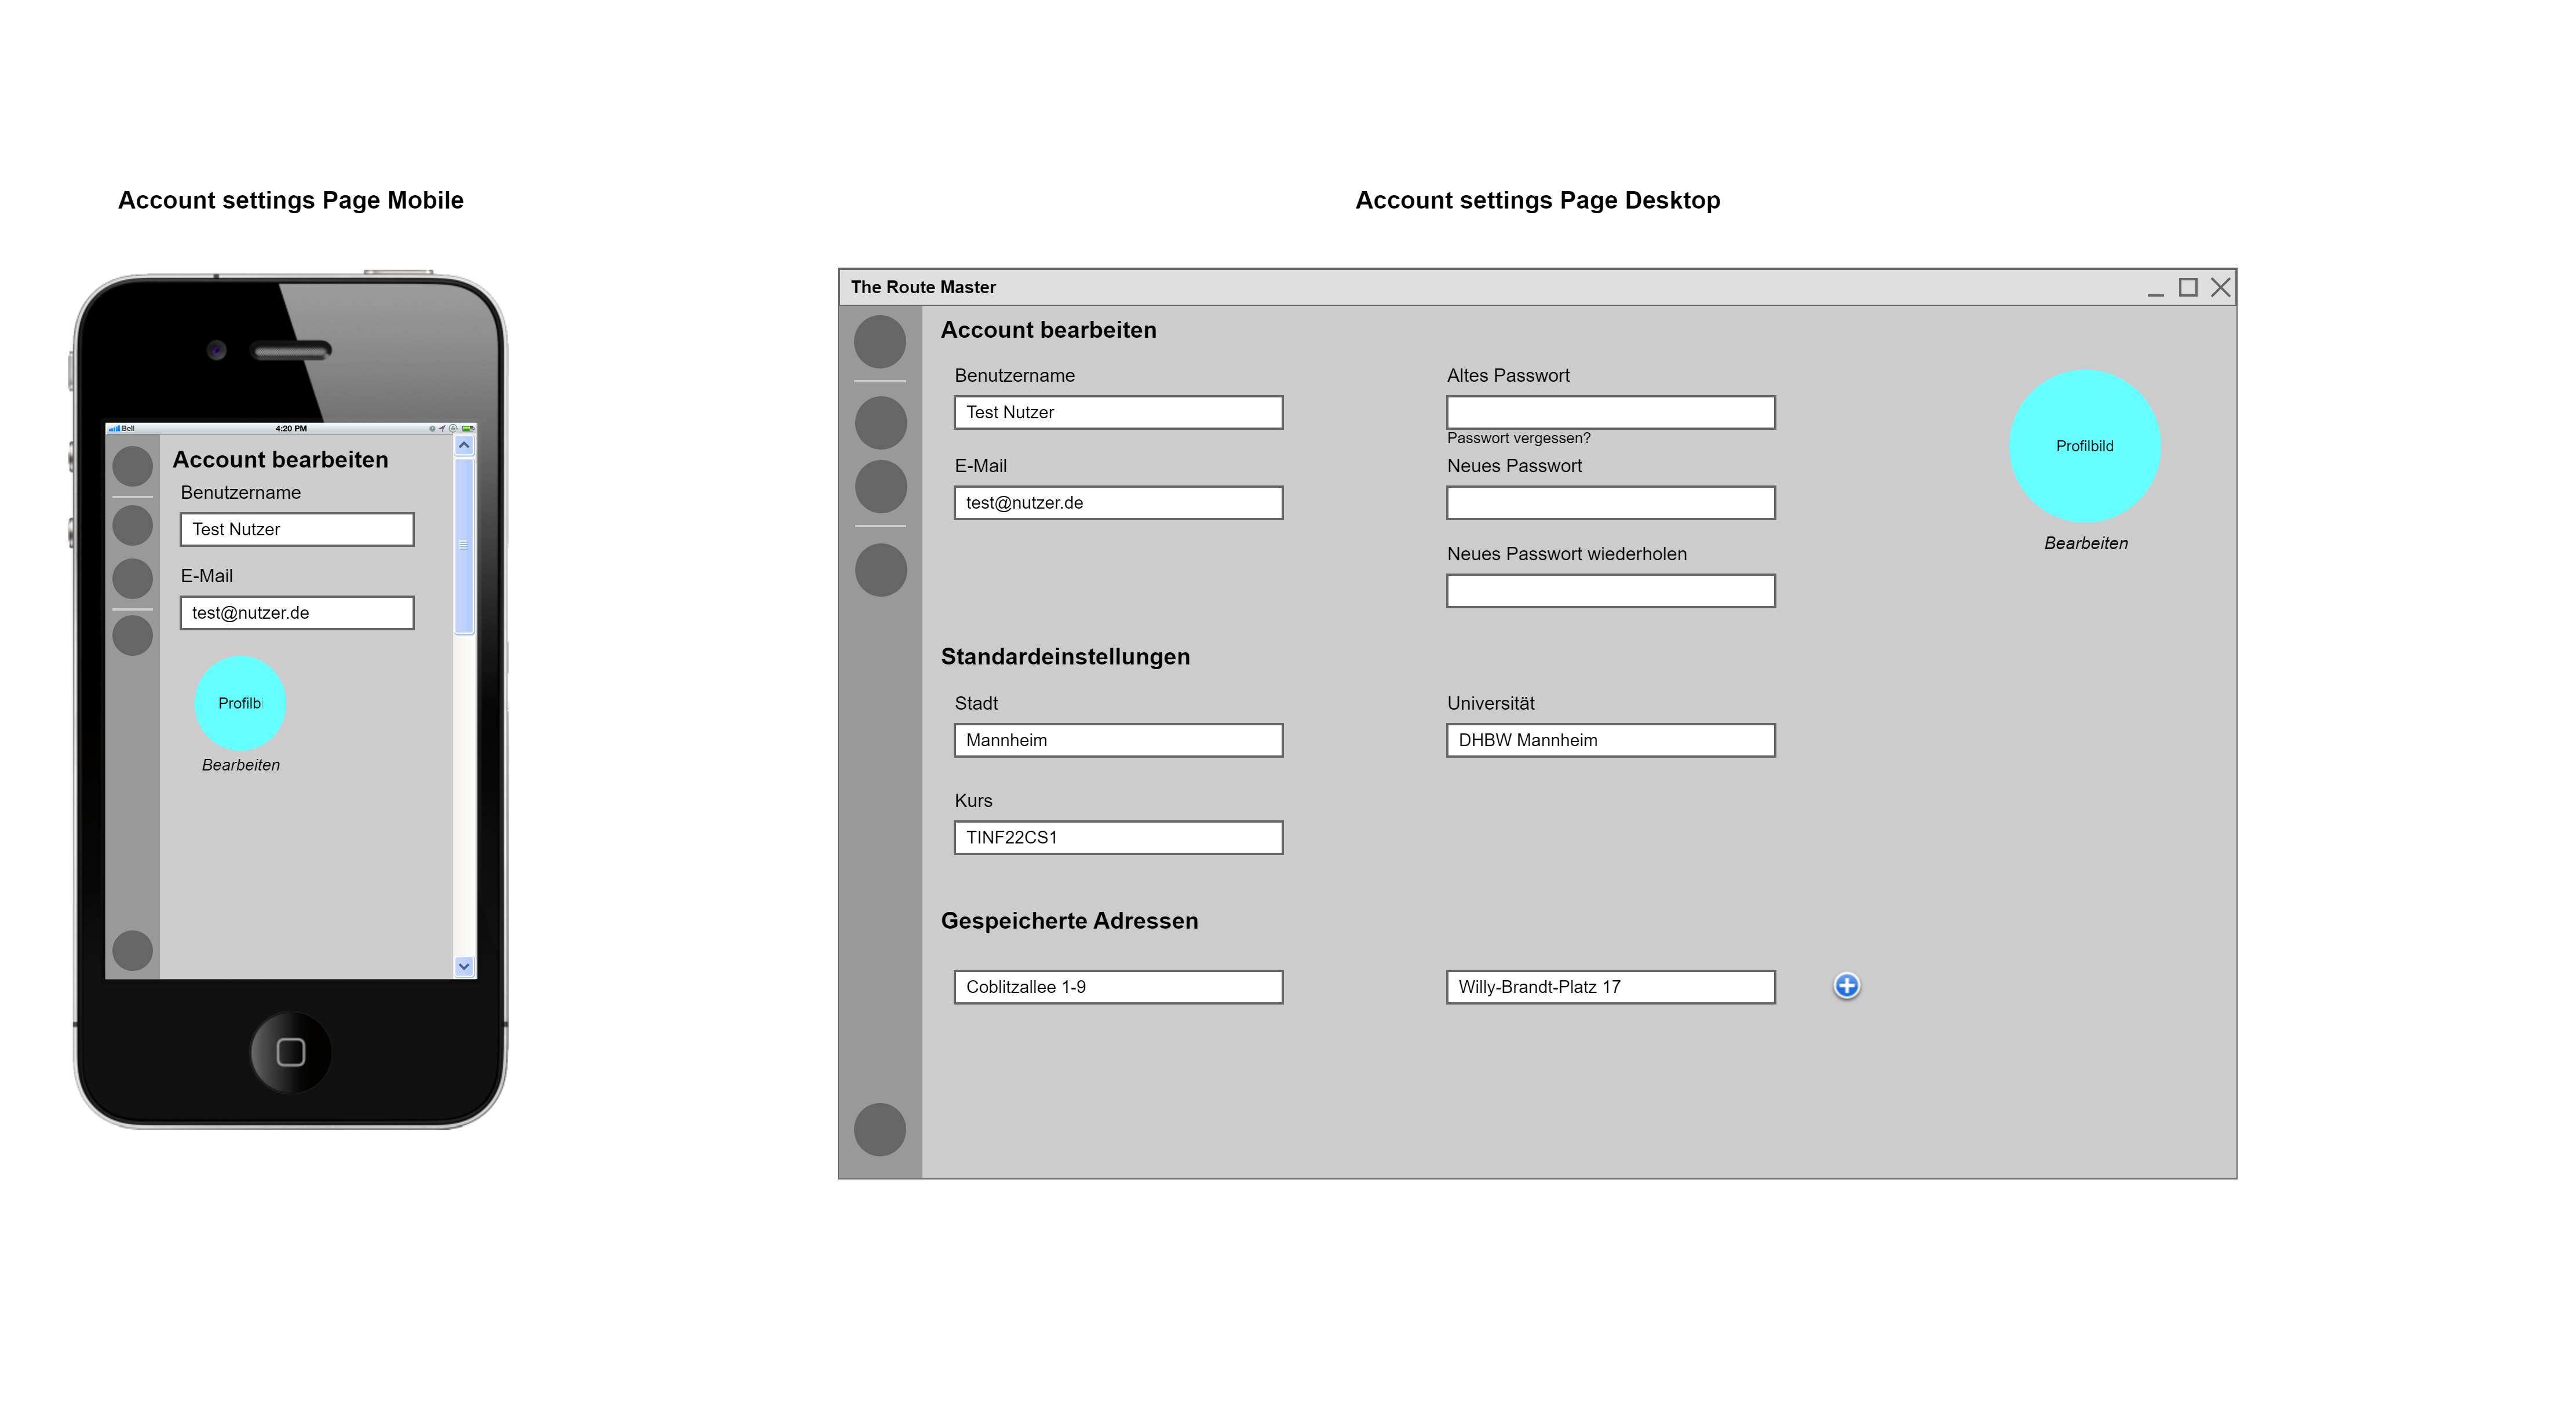 Account settings Page Mobile
Bell
4:20 PM
Account bearbeiten
Benutzername
Test Nutzer
E-Mail
test@nutzer.de
Profilb
Bearbeiten
Account settings Page Desktop
The Route Master
Account bearbeiten
Benutzername
Test Nutzer
E-Mail
test@nutzer.de
Altes Passwort
Passwort vergessen?
Neues Passwort
Neues Passwort wiederholen
Profilbild
Bearbeiten
Standardeinstellungen
Stadt
Mannheim
Universität
DHBW Mannheim
Kurs
TINF22CS1
Gespeicherte Adressen
Coblitzallee 1-9
Willy-Brandt-Platz 17